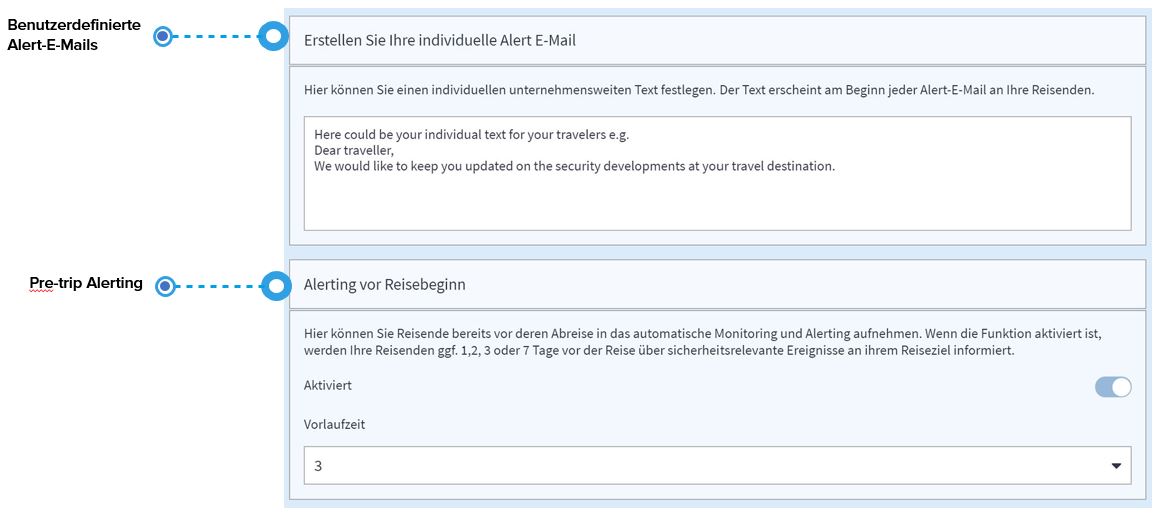 Benutzerdefinierte
Alert-E-Mails
Erstellen Sie Ihre individuelle Alert E-Mail
Hier können Sie einen individuellen unternehmensweiten Text festlegen. Der Text erscheint am Beginn jeder Alert-E-Mail an Ihre Reisenden.
Here could be your individual text for your travelers e.g.
Dear traveller,
We would like to keep you updated on the security developments at your travel destination.
Pre-trip Alerting
Alerting vor Reisebeginn
Hier können Sie Reisende bereits vor deren Abreise in das automatische Monitoring und Alerting aufnehmen. Wenn die Funktion aktiviert ist,
werden Ihre Reisenden ggf. 1,2, 3 oder 7 Tage vor der Reise über sicherheitsrelevante Ereignisse an ihrem Reiseziel informiert.
Aktiviert
Vorlaufzeit
3